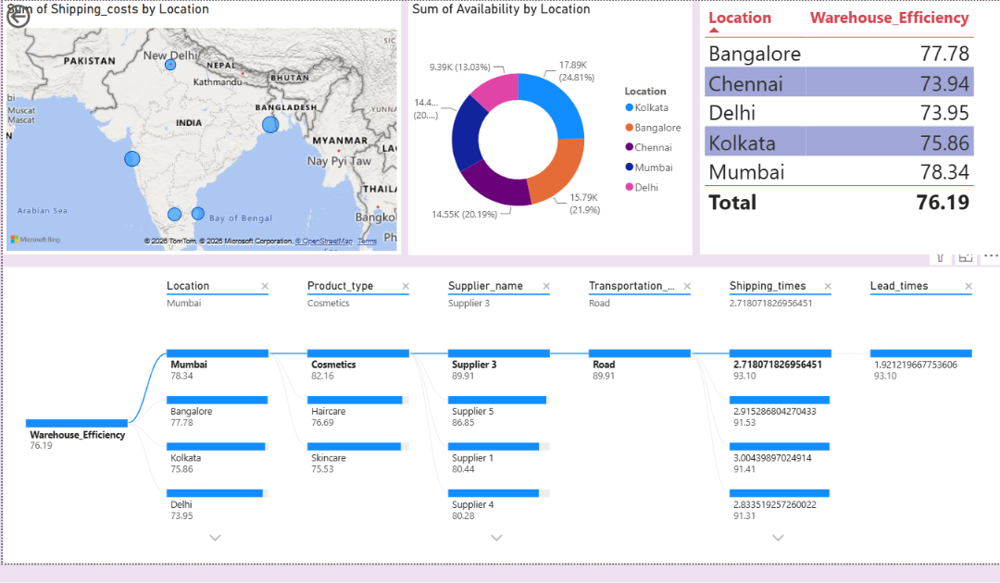 Sum of Shipping_costs by Location
PAKISTAN
New Delhi
NEPAL
Kathmandu
BHUTAN
BANGLADESH
SIC
YUNNA
Muscat
Mascat
INDIA
MYANMAR
Nay Pyi Taw
LA
THAIL
Bangko
Arabian Sea
Bay of Bengal
Ph
Microsoft Bing
© 2026 TomTom, © 2026 Microsoft Corporation, © OpenStreetMap Terms
Sum of Availability by Location
9.39K (13.03%)
17.89K
(24.81%)
14.4...
(20....)
14.55K (20.19%)
15.79K
(21.9%)
Location
Kolkata
Bangalore
Chennai
Mumbai
Delhi
Location Warehouse_Efficiency
Bangalore 77.78
Chennai 73.94
Delhi 73.95
Kolkata 75.86
Mumbai 78.34
Total 76.19
Location Product_type Supplier_name Transportation_... Shipping_times Lead_times
Mumbai Cosmetics Supplier 3 Road 2.718071826956451
Warehouse_Efficiency
76.19
Mumbai
78.34
Bangalore
77.78
Kolkata
75.86
Delhi
73.95
Cosmetics
82.16
Haircare
76.69
Skincare
75.53
Supplier 3
89.91
Supplier 5
86.85
Supplier 1
80.44
Supplier 4
80.28
Road
89.91
2.718071826956451
93.10
2.915286804270433
91.53
3.00439897024914
91.41
2.833519257260022
91.31
1.921219667753606
93.10